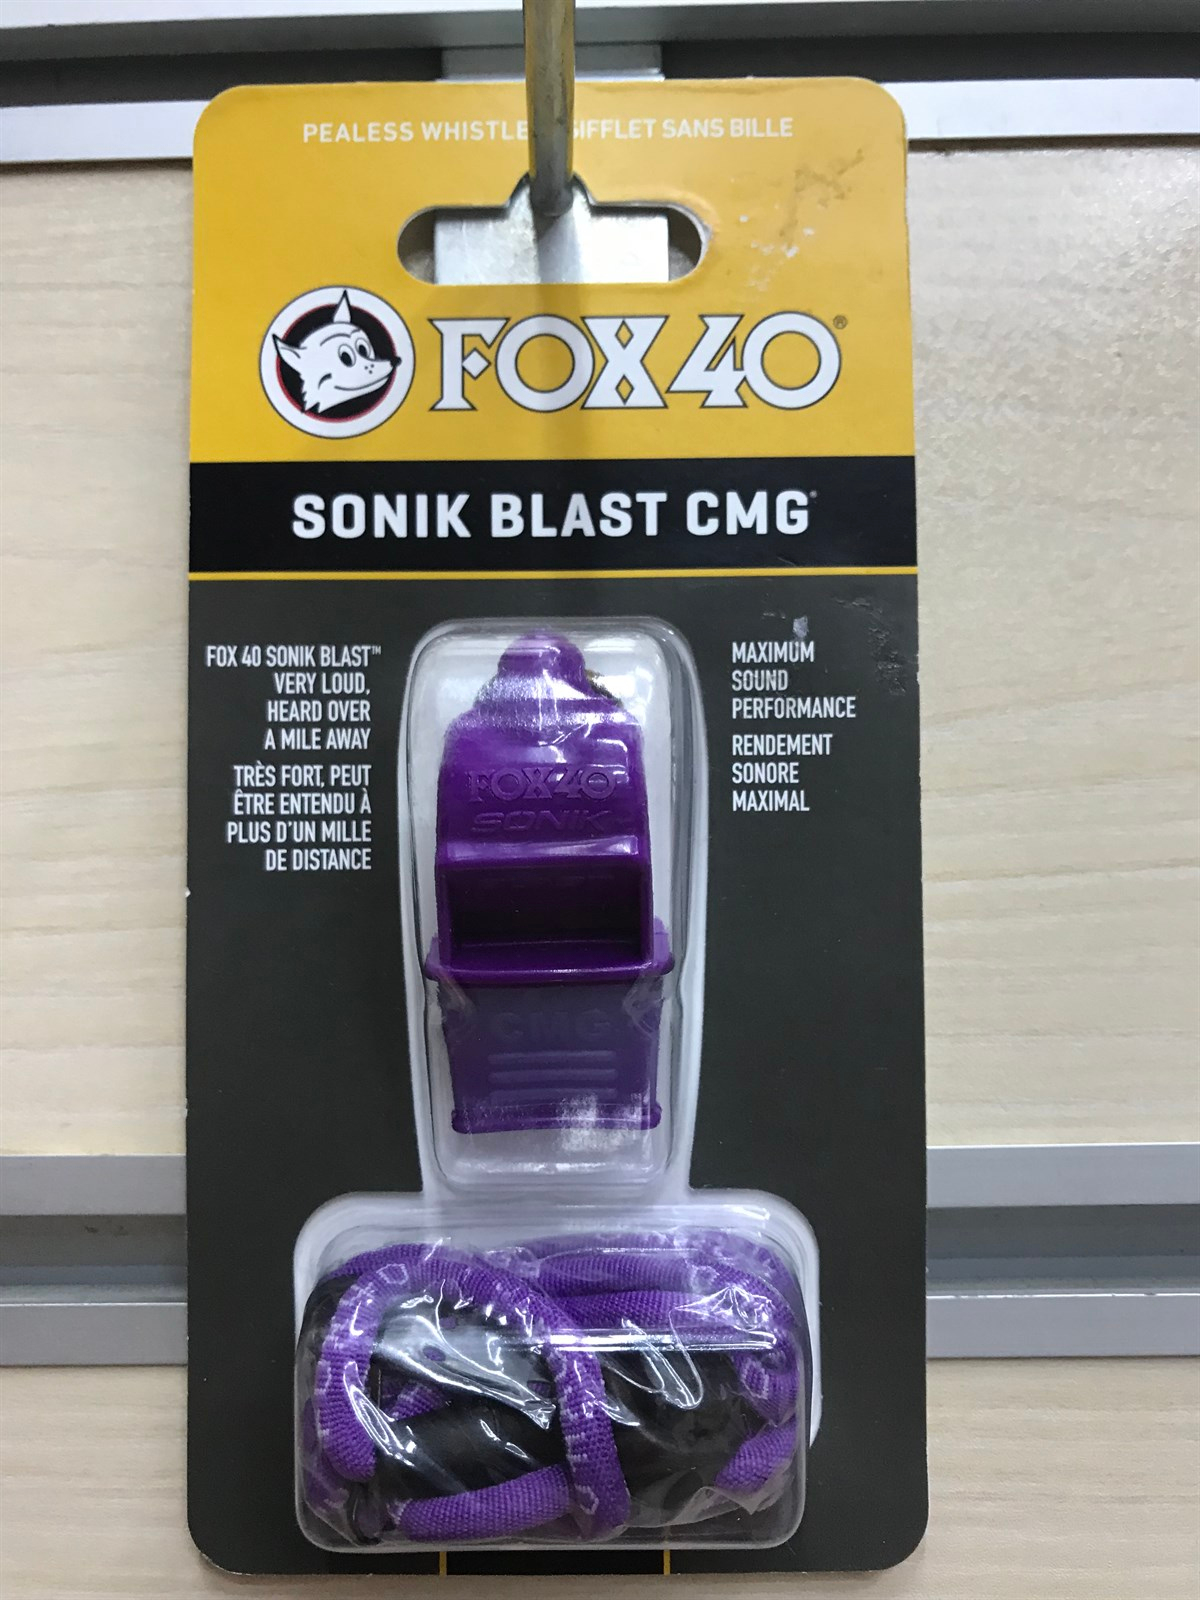 PEALESS WHISTLE SIFFLET SANS BILLE
FOX 40®
SONIK BLAST CMG®
FOX 40 SONIK BLAST™
VERY LOUD,
HEARD OVER
A MILE AWAY
TRÈS FORT, PEUT
ÊTRE ENTENDU À
PLUS D'UN MILLE
DE DISTANCE
MAXIMUM
SOUND
PERFORMANCE
RENDEMENT
SONORE
MAXIMAL
FOX 40
SONIK
CMG